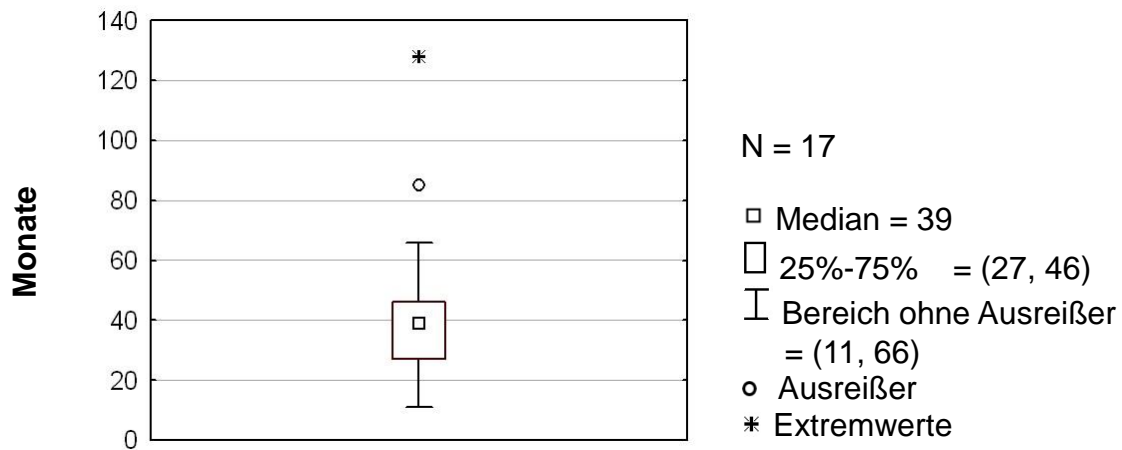 140
120
100
80
60
40
20
0
Monate
N = 17
Median = 39
25%-75% = (27, 46)
Bereich ohne Ausreißer
= (11, 66)
Ausreißer
Extremwerte